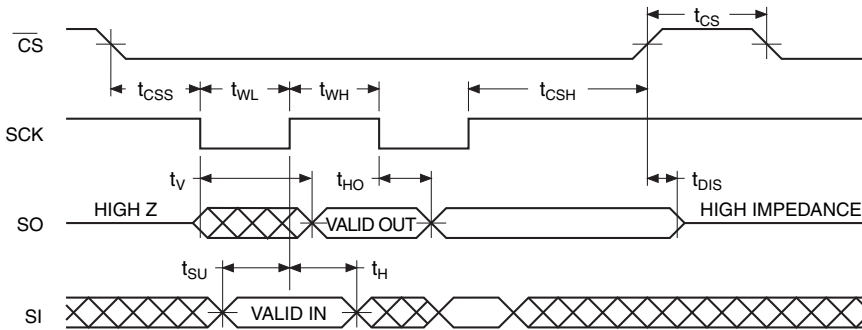 CS
tCS
tCSS
tWL
tWH
tCSH
SCK
tV
tHO
tDIS
HIGH Z
VALID OUT
HIGH IMPEDANCE
SO
tSU
tH
VALID IN
SI